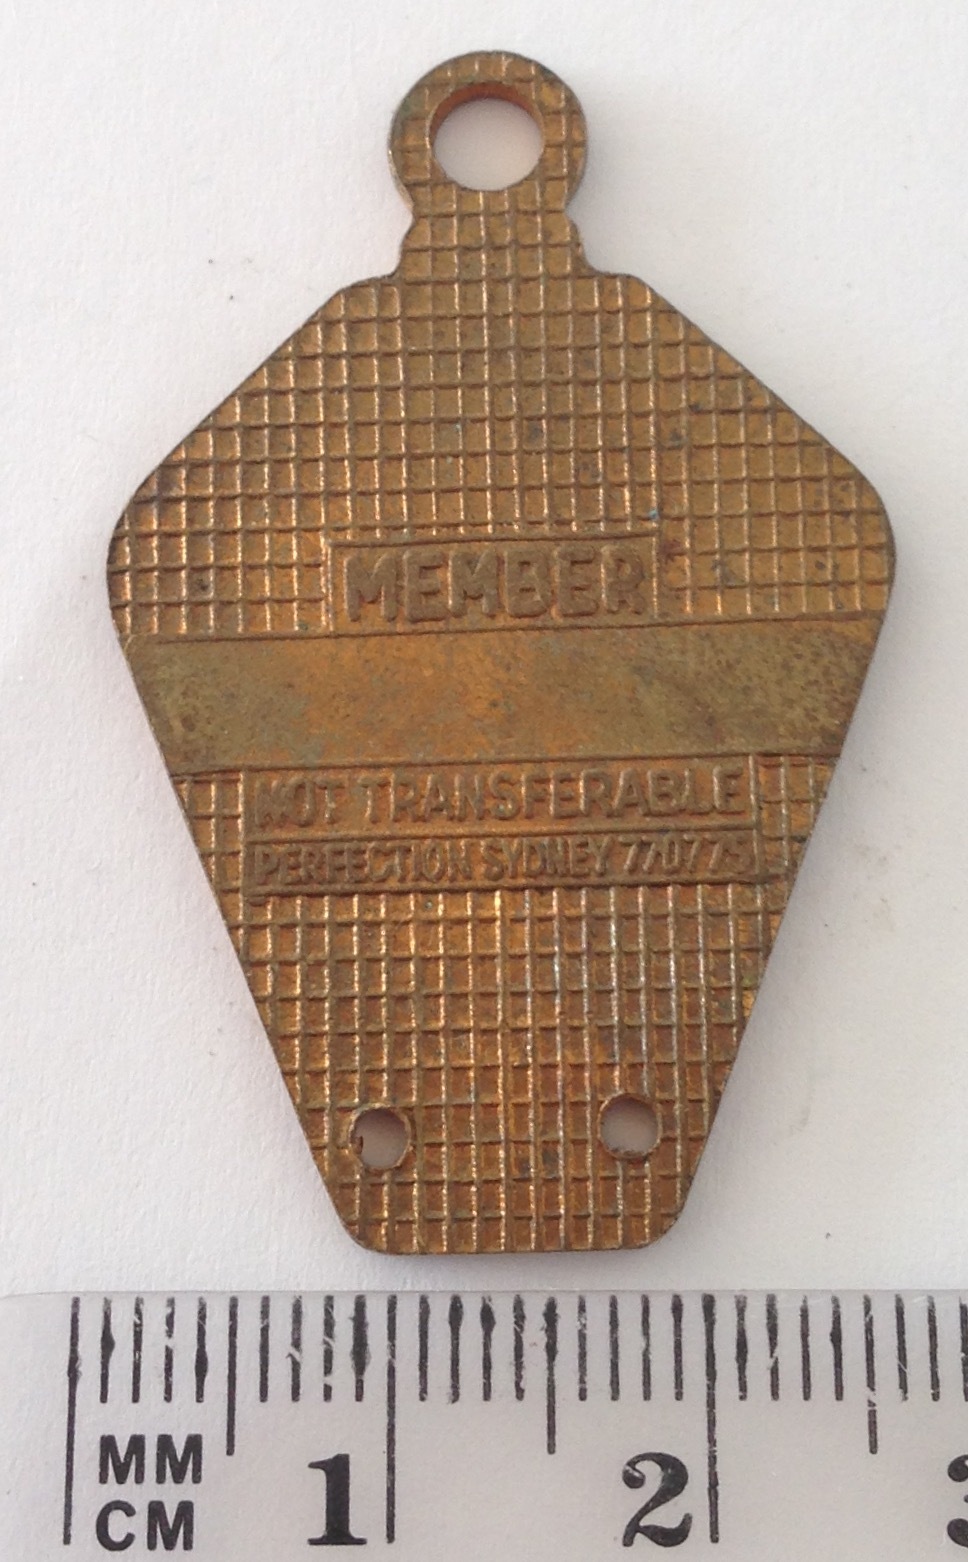 MEMBER
NOT TRANSFERABLE
PERFECTION SYDNEY 770775
MM
CM
1
2
3